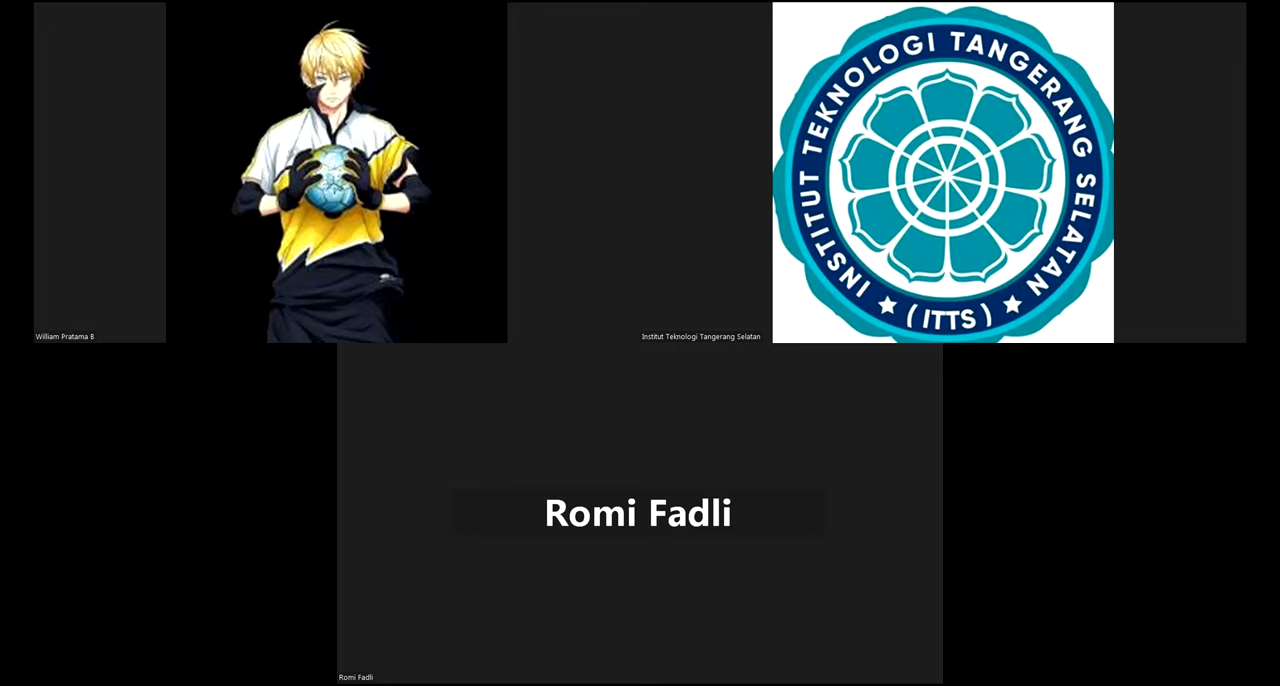 William Pratama B
INSTITUT TEKNOLOGI TANGERANG SELATAN
★ ( ITTS ) ★
Institut Teknologi Tangerang Selatan
Romi Fadli
Romi Fadli